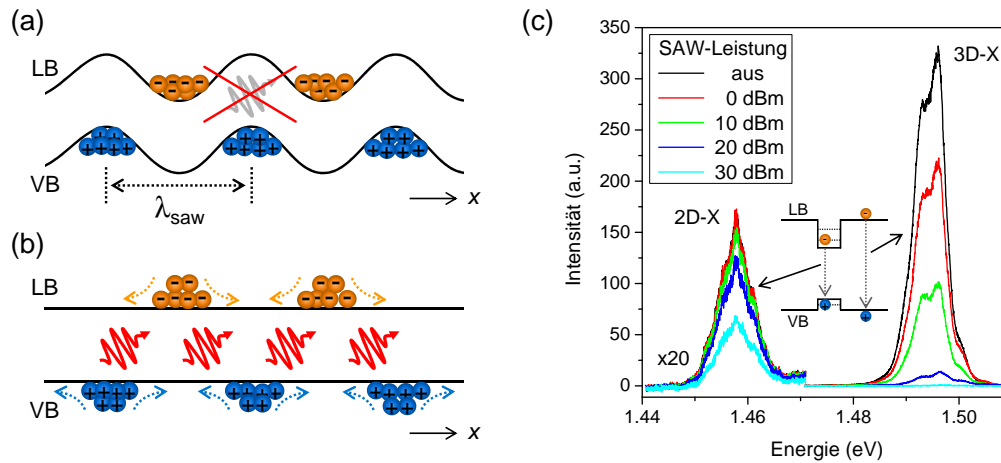 (a)
LB
VB
λsaw
x
(b)
LB
VB
x
(c)
SAW-Leistung
aus
0 dBm
10 dBm
20 dBm
30 dBm
3D-X
2D-X
LB
VB
x20
Intensität (a.u.)
350
300
250
200
150
100
50
0
1.44
1.46
1.48
1.50
Energie (eV)